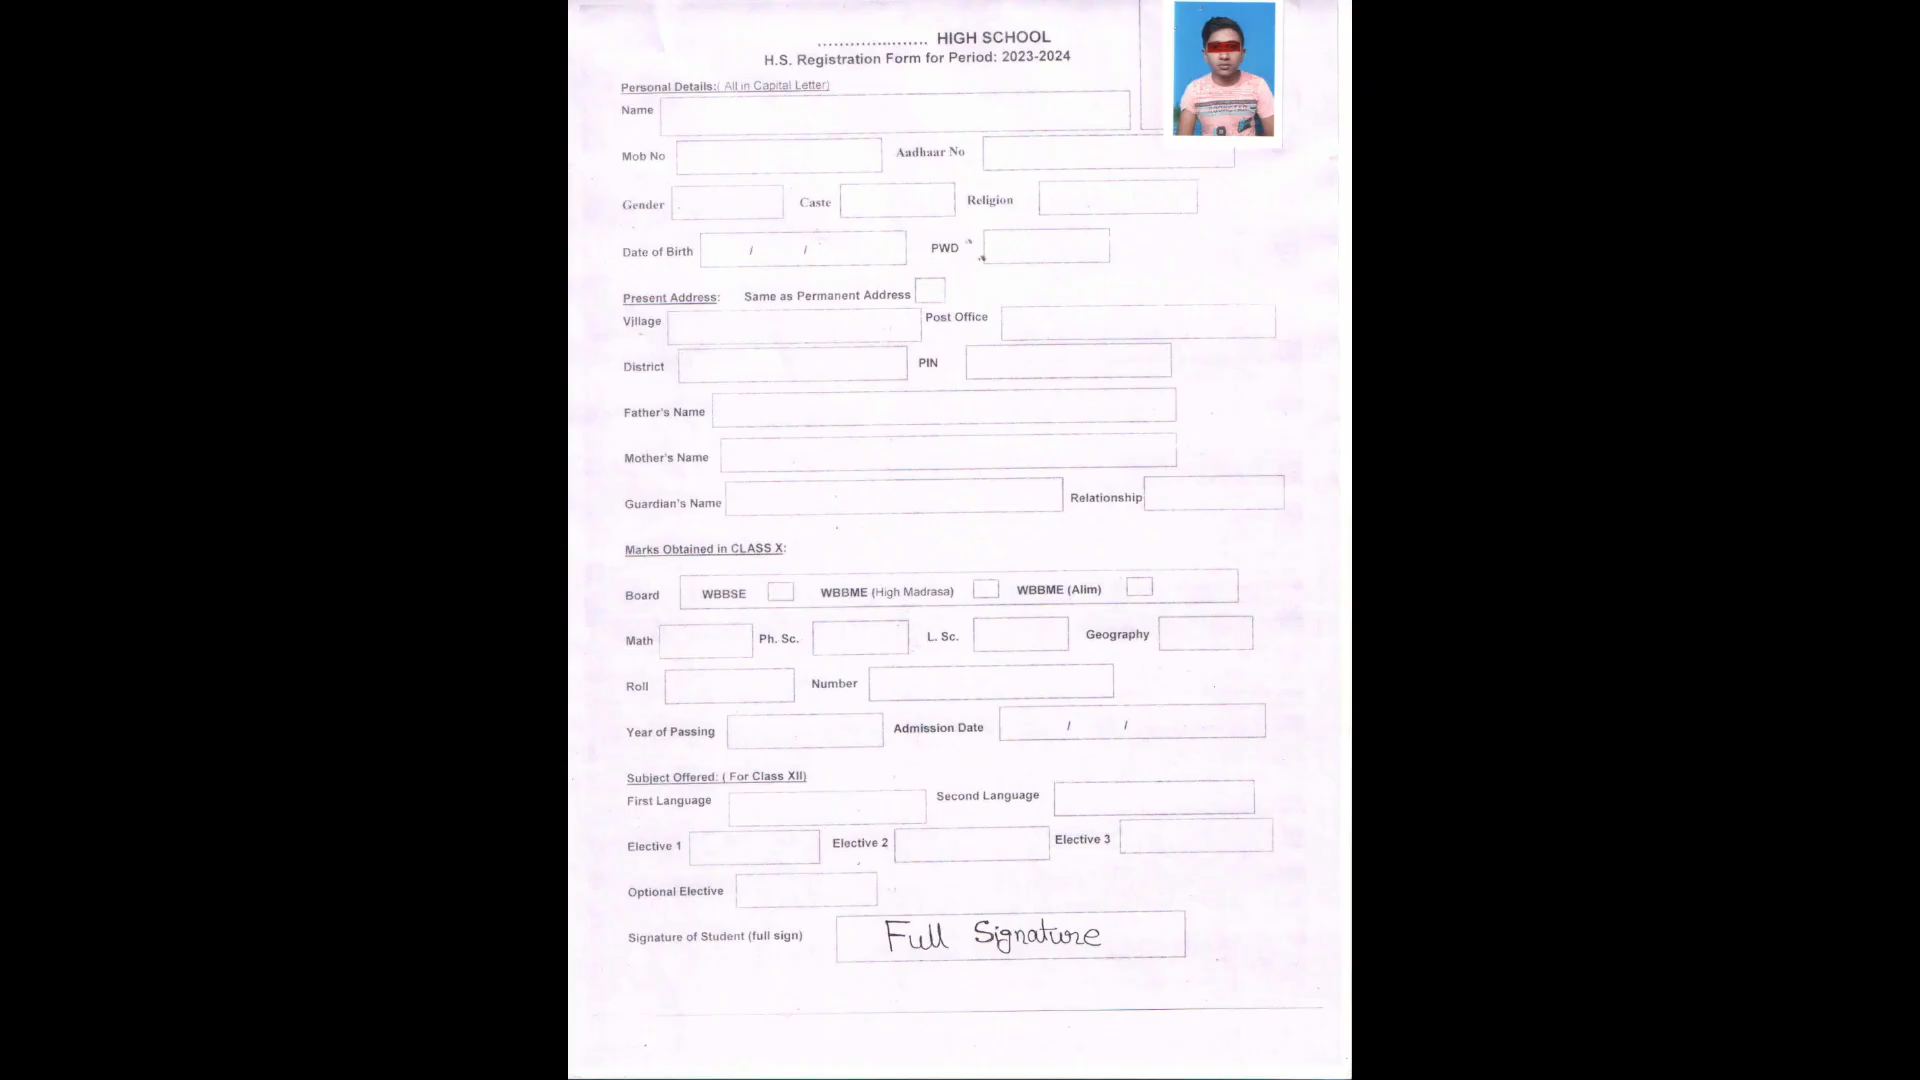 ..................... HIGH SCHOOL
H.S. Registration Form for Period: 2023-2024
Personal Details:( All in Capital Letter)
Name
Mob No Aadhaar No
Gender Caste Religion
Date of Birth / / PWD
Present Address: Same as Permanent Address
Village Post Office
District PIN
Father's Name
Mother's Name
Guardian's Name Relationship
Marks Obtained in CLASS X:
Board WBBSE WBBME (High Madrasa) WBBME (Alim)
Math Ph. Sc. L. Sc. Geography
Roll Number
Year of Passing Admission Date / /
Subject Offered: ( For Class XII)
First Language Second Language
Elective 1 Elective 2 Elective 3
Optional Elective
Signature of Student (full sign) Full Signature